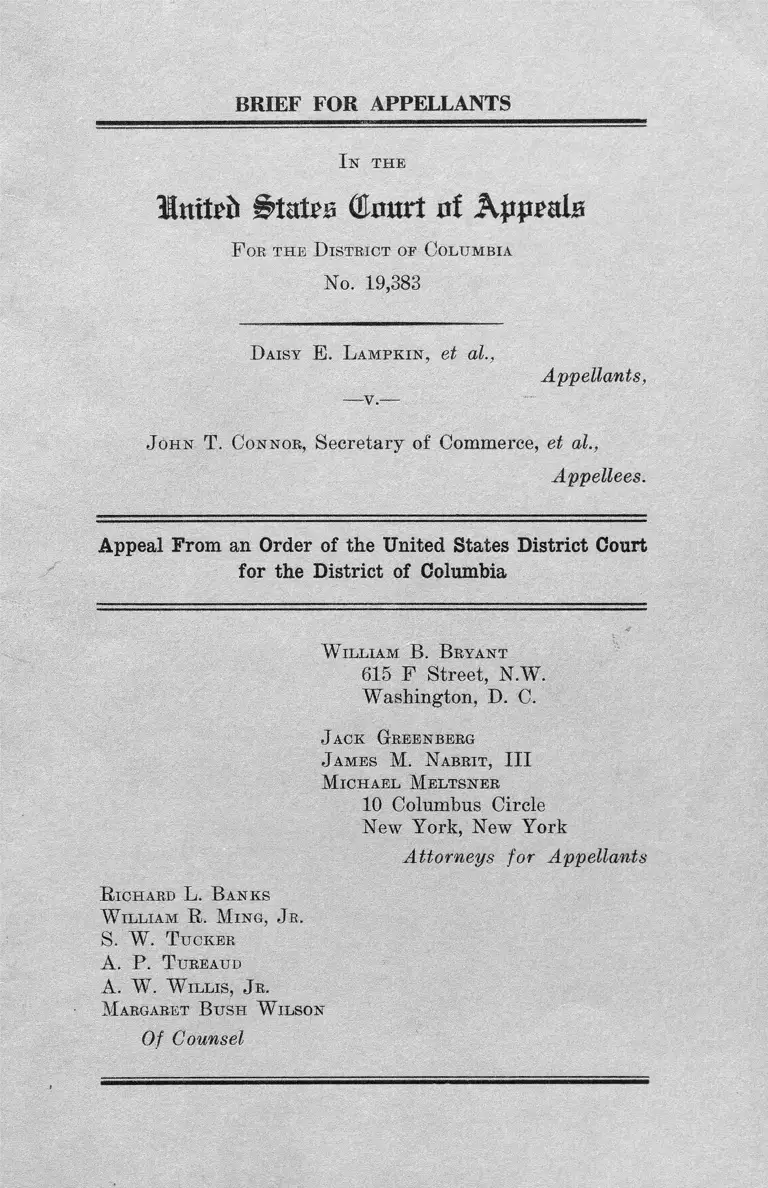 BRIEF FOR APPELLANTS
IN THE
United States Court of Appeals
FOR THE DISTRICT OF COLUMBIA
No. 19,383
DAISY E. LAMPKIN, et al.,
Appellants,
—v.—
JOHN T. CONNOR, Secretary of Commerce, et al.,
Appellees.
Appeal From an Order of the United States District Court
for the District of Columbia
WILLIAM B. BRYANT
615 F Street, N.W.
Washington, D. C.
JACK GREENBERG
JAMES M. NABRIT, III
MICHAEL MELTSNER
10 Columbus Circle
New York, New York
Attorneys for Appellants
RICHARD L. BANKS
WILLIAM R. MING, JR.
S. W. TUCKER
A. P. TUREAUD
A. W. WILLIS, JR.
MARGARET BUSH WILSON
Of Counsel